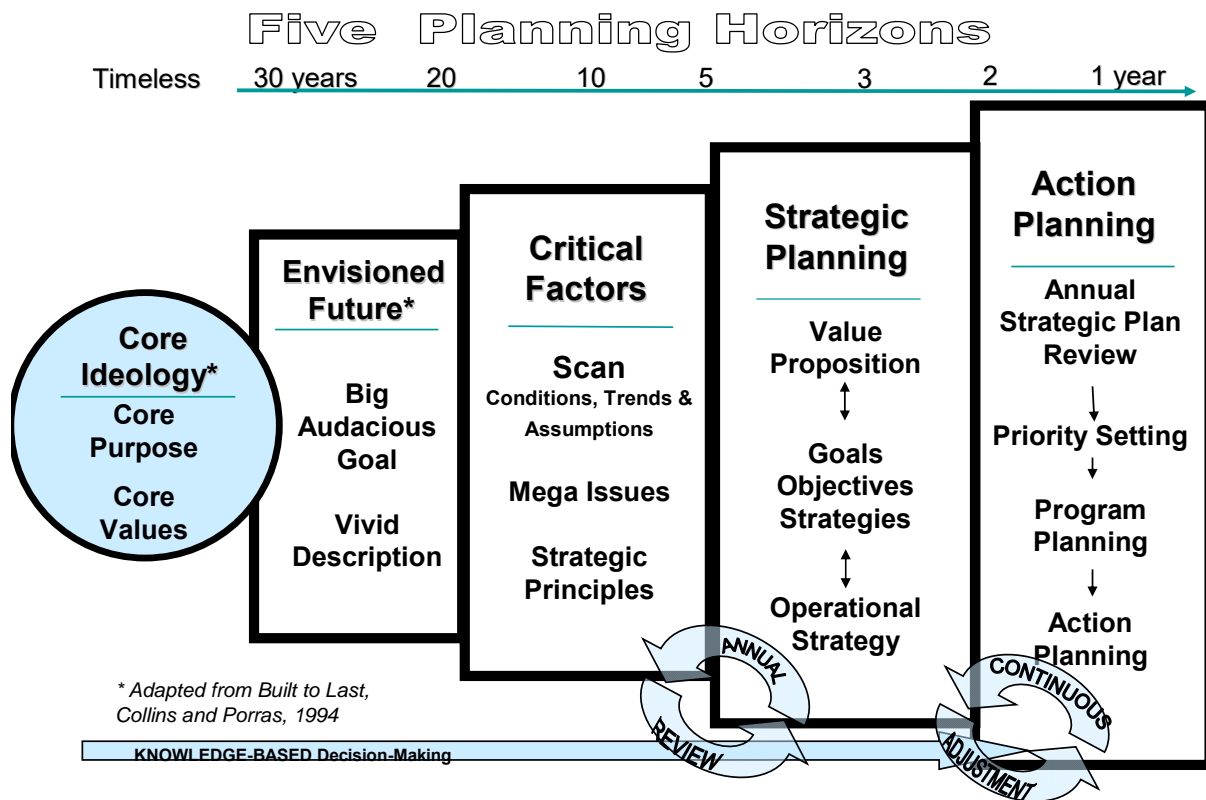 Five Planning Horizons
Timeless 30 years 20 10 5 3 2 1 year
Core
Ideology*
Core
Purpose
Core
Values
Envisioned
Future*
Big
Audacious
Goal
Vivid
Description
Critical
Factors
Scan
Conditions, Trends &
Assumptions
Mega Issues
Strategic
Principles
Strategic
Planning
Value
Proposition
Goals
Objectives
Strategies
Operational
Strategy
Action
Planning
Annual
Strategic Plan
Review
Priority Setting
Program
Planning
Action
Planning
ANNUAL
REVIEW
CONTINUOUS
ADJUSTMENT
* Adapted from Built to Last,
Collins and Porras, 1994
KNOWLEDGE-BASED Decision-Making